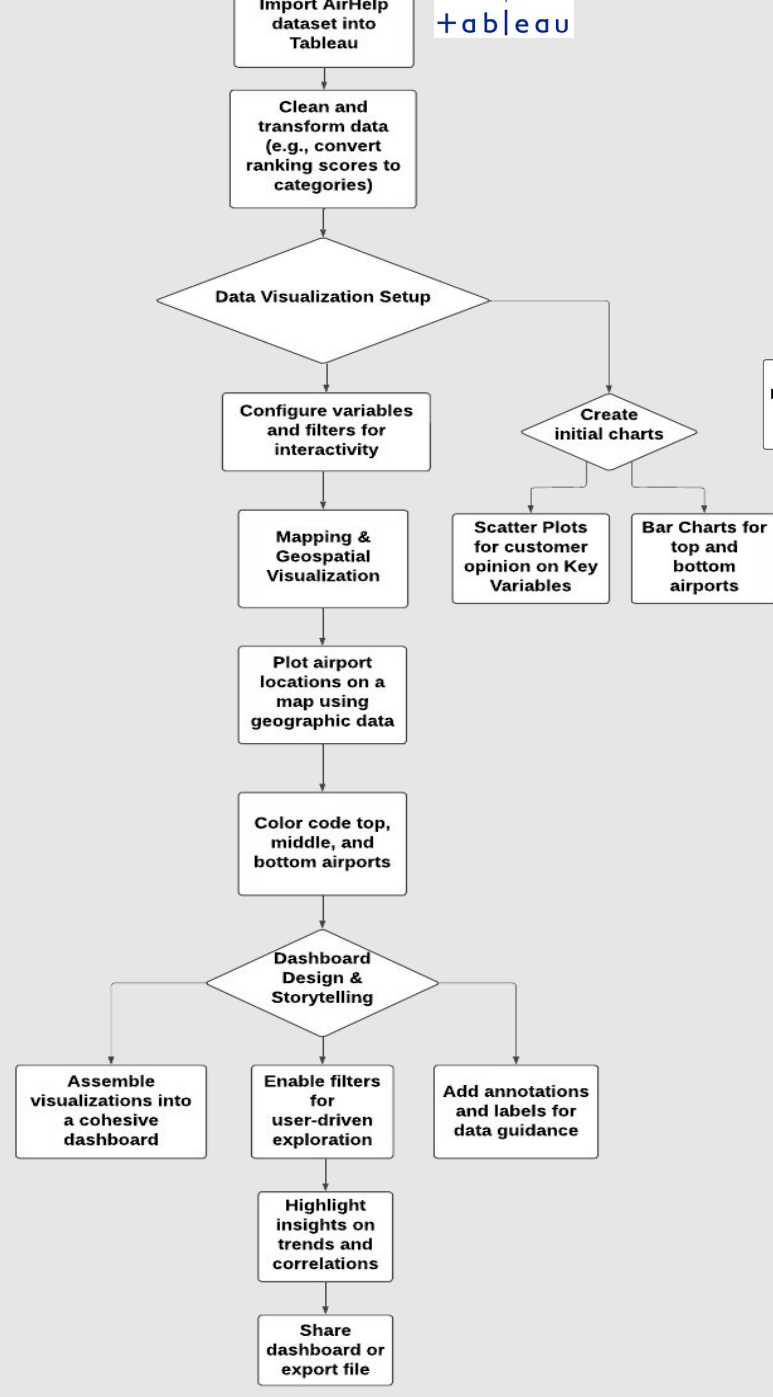 Import AirHelp
dataset into
Tableau
+ab|eau
Clean and
transform data
(e.g., convert
ranking scores to
categories)
Data Visualization Setup
Configure variables
and filters for
interactivity
Create
initial charts
Mapping &
Geospatial
Visualization
Scatter Plots
for customer
opinion on Key
Variables
Bar Charts for
top and
bottom
airports
Plot airport
locations on a
map using
geographic data
Color code top,
middle, and
bottom airports
Dashboard
Design &
Storytelling
Assemble
visualizations into
a cohesive
dashboard
Enable filters
for
user-driven
exploration
Add annotations
and labels for
data guidance
Highlight
insights on
trends and
correlations
Share
dashboard or
export file